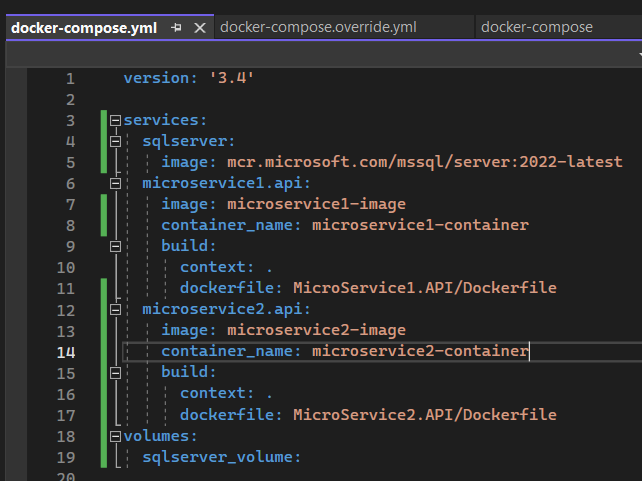 docker-compose.yml docker-compose.override.yml docker-compose
1 version: '3.4'
2
3 services:
4 sqlserver:
5 image: mcr.microsoft.com/mssql/server:2022-latest
6 microservice1.api:
7 image: microservice1-image
8 container_name: microservice1-container
9 build:
10 context: .
11 dockerfile: MicroService1.API/Dockerfile
12 microservice2.api:
13 image: microservice2-image
14 container_name: microservice2-container
15 build:
16 context: .
17 dockerfile: MicroService2.API/Dockerfile
18 volumes:
19 sqlserver_volume:
20